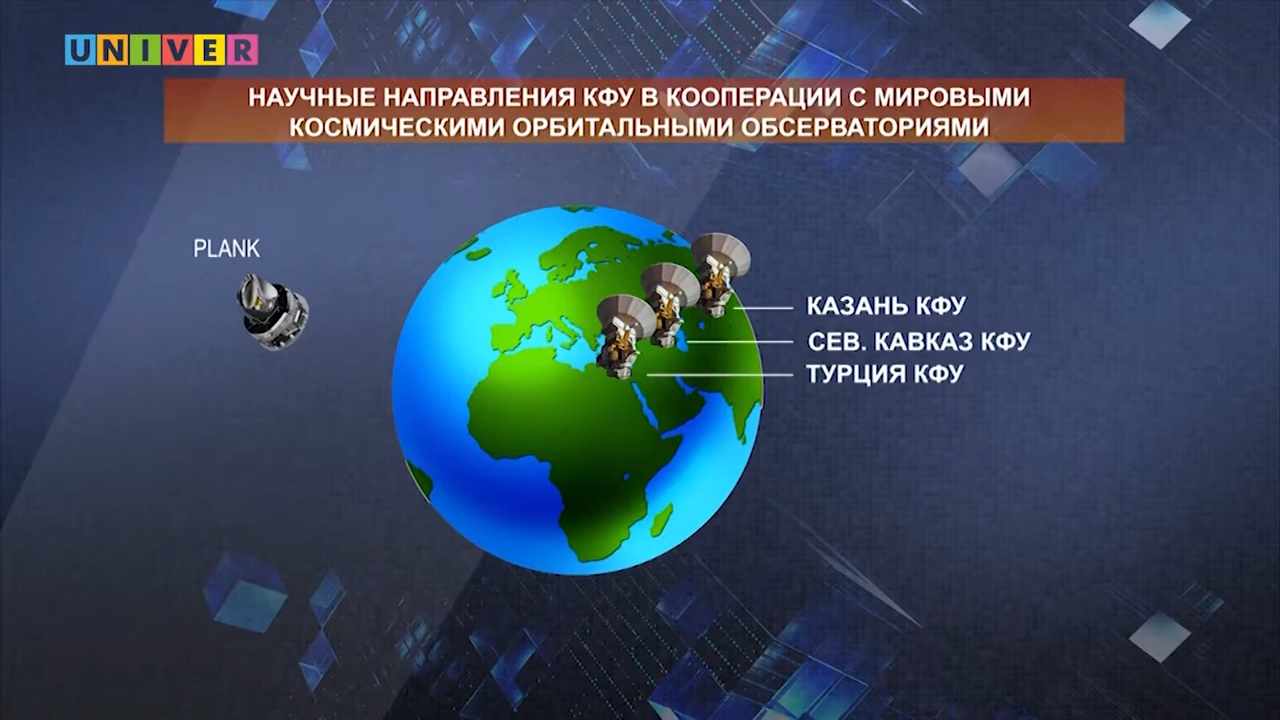 UNIVER
НАУЧНЫЕ НАПРАВЛЕНИЯ КФУ В КООПЕРАЦИИ С МИРОВЫМИ
КОСМИЧЕСКИМИ ОРБИТАЛЬНЫМИ ОБСЕРВАТОРИЯМИ
PLANK
КАЗАНЬ КФУ
СЕВ. КАВКАЗ КФУ
ТУРЦИЯ КФУ